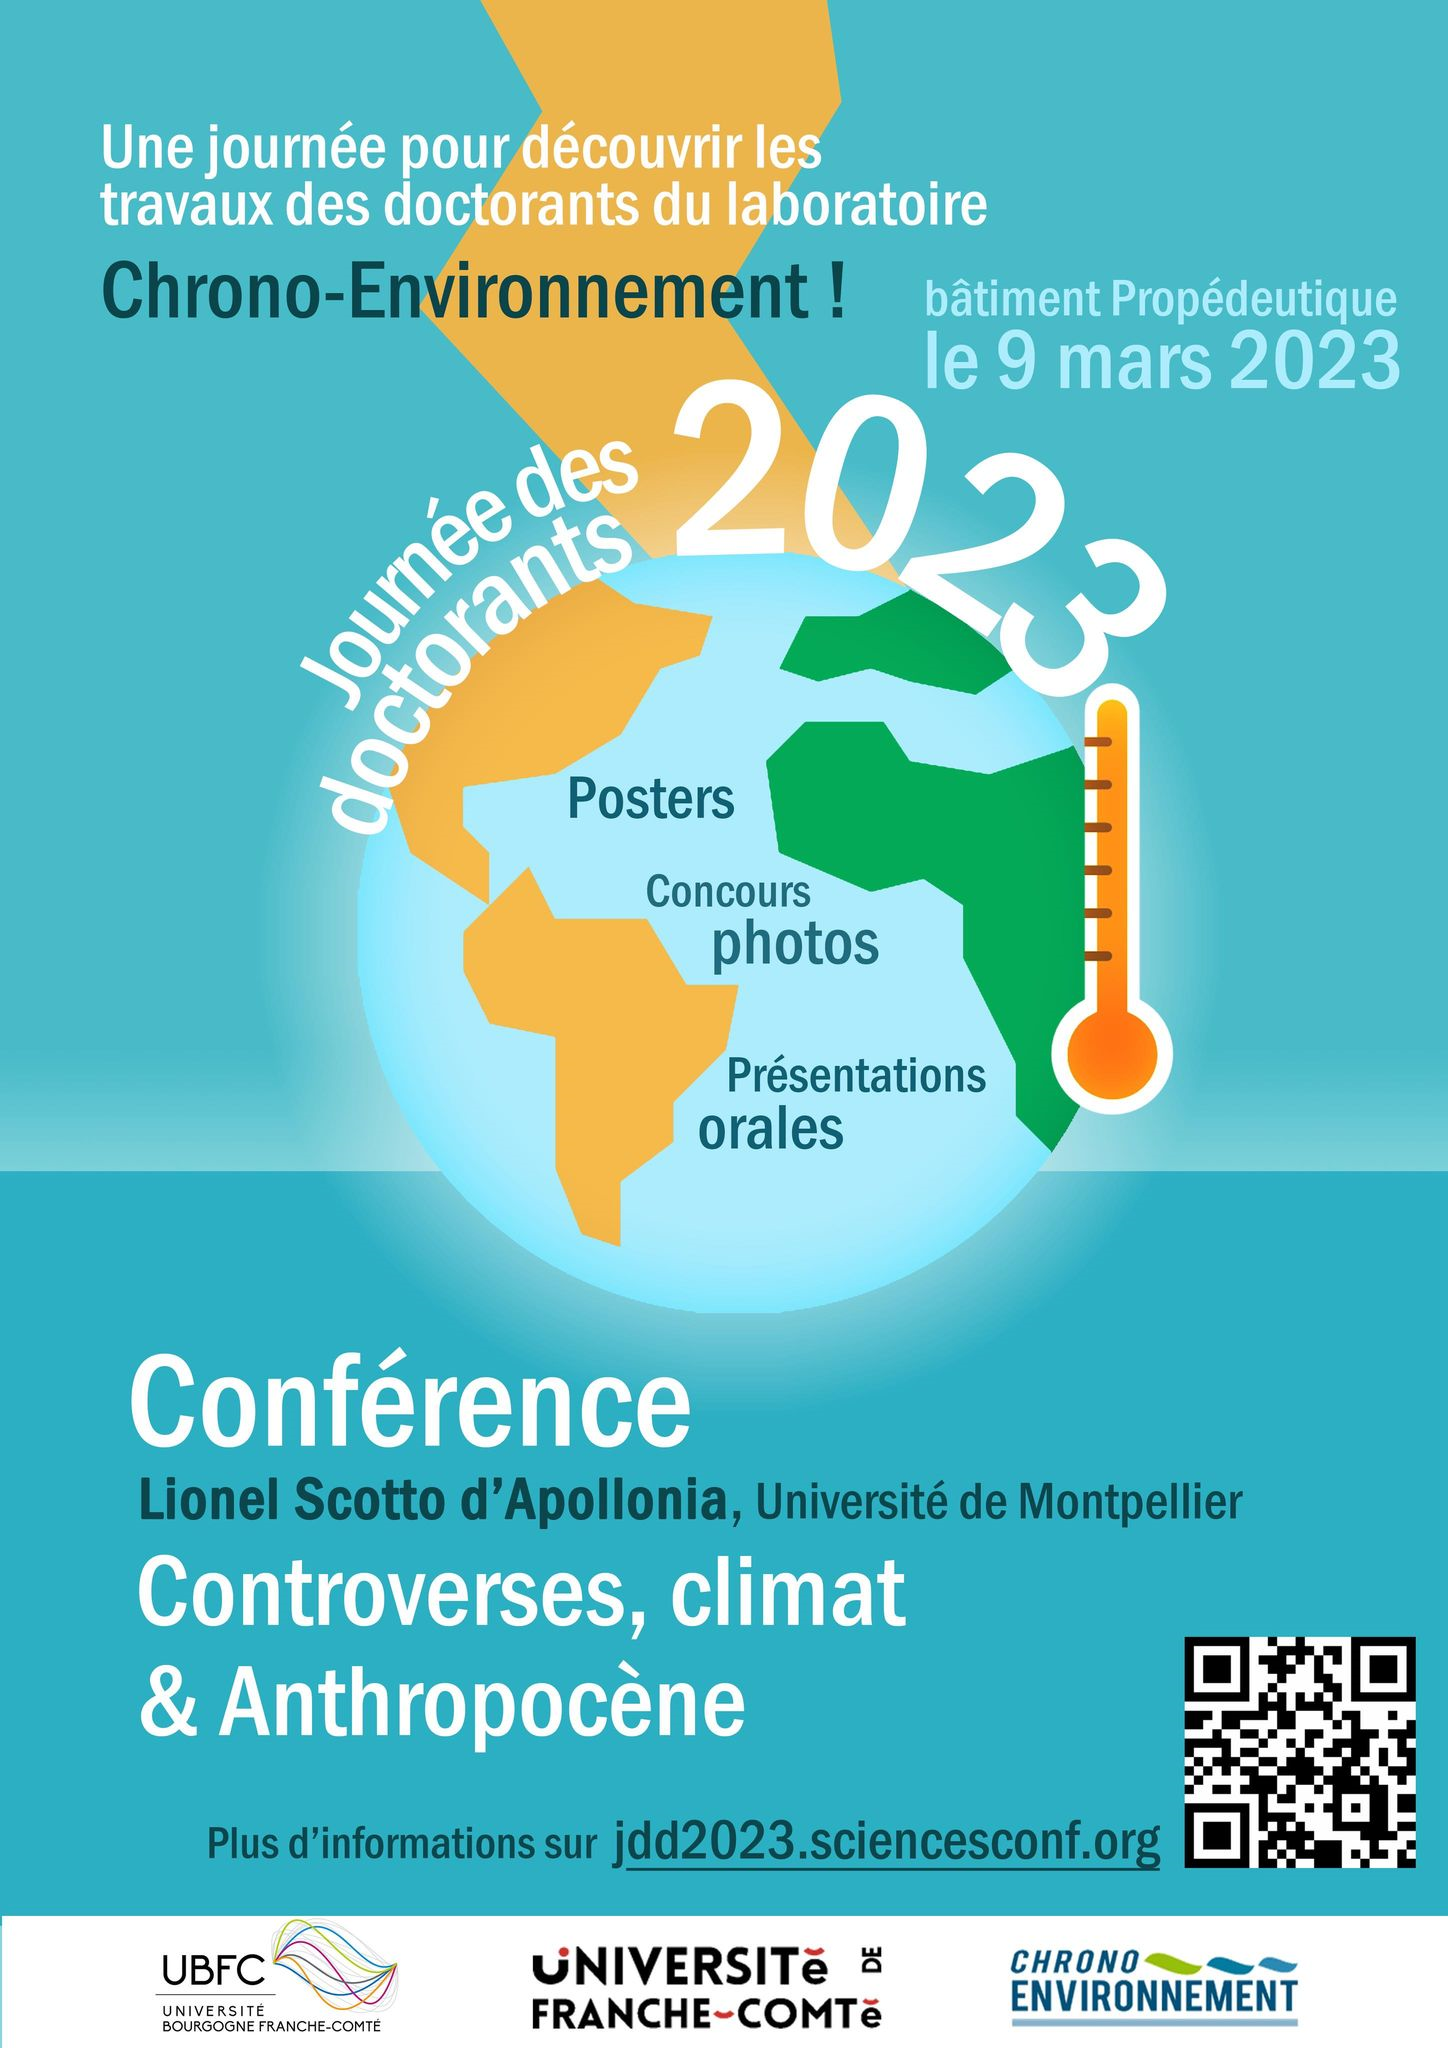 Une journée pour découvrir les
travaux des doctorants du laboratoire
Chrono-Environnement !
bâtiment Propédeutique
le 9 mars 2023
Journée des
doctorants
2023
Posters
Concours
photos
Présentations
orales
Conférence
Lionel Scotto d'Apollonia, Université de Montpellier
Controverses, climat
& Anthropocène
Plus d'informations sur jdd2023.sciencesconf.org
UBFC
UNIVERSITÉ
BOURGOGNE FRANCHE-COMTÉ
UNIVERSITĕ DE
FRANCHE-COMTĕ
CHRONO
ENVIRONNEMENT